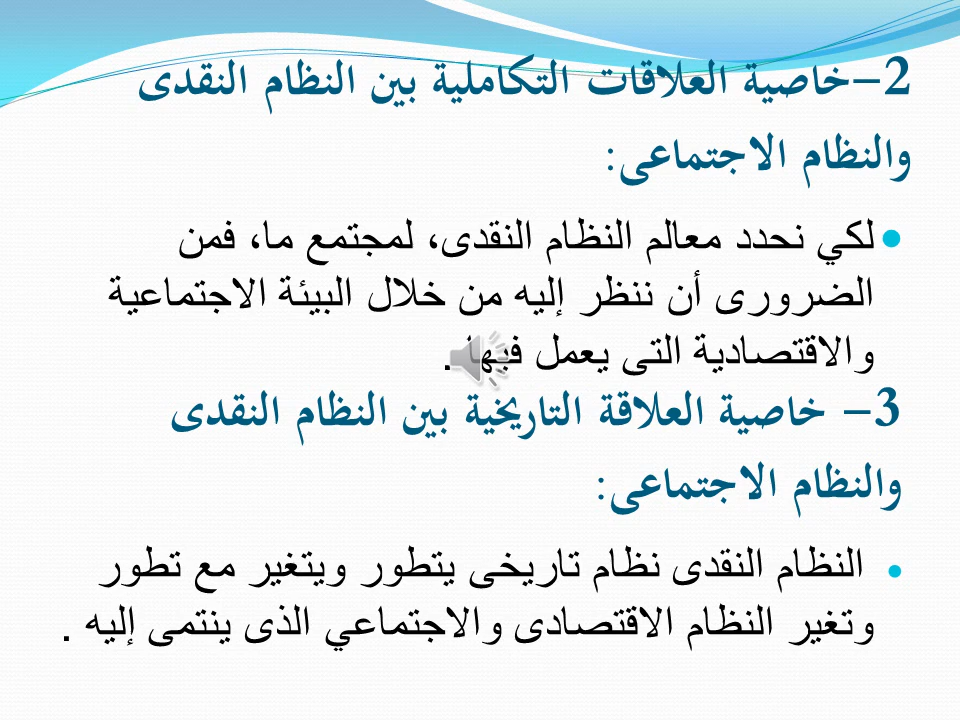 2-خاصية العلاقات التكاملية بين النظام النقدى
والنظام الاجتماعى:
لكي نحدد معالم النظام النقدى، لمجتمع ما، فمن
الضرورى أن ننظر إليه من خلال البيئة الاجتماعية
والاقتصادية التى يعمل فيها .
3- خاصية العلاقة التاريخية بين النظام النقدى
والنظام الاجتماعى:
النظام النقدى نظام تاريخى يتطور ويتغير مع تطور
وتغير النظام الاقتصادى والاجتماعي الذى ينتمى إليه .